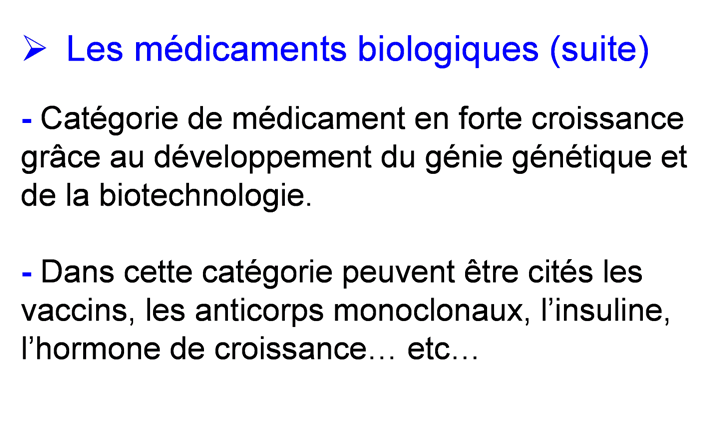 ➢ Les médicaments biologiques (suite)
- Catégorie de médicament en forte croissance
grâce au développement du génie génétique et
de la biotechnologie.
- Dans cette catégorie peuvent être cités les
vaccins, les anticorps monoclonaux, l’insuline,
l’hormone de croissance… etc…